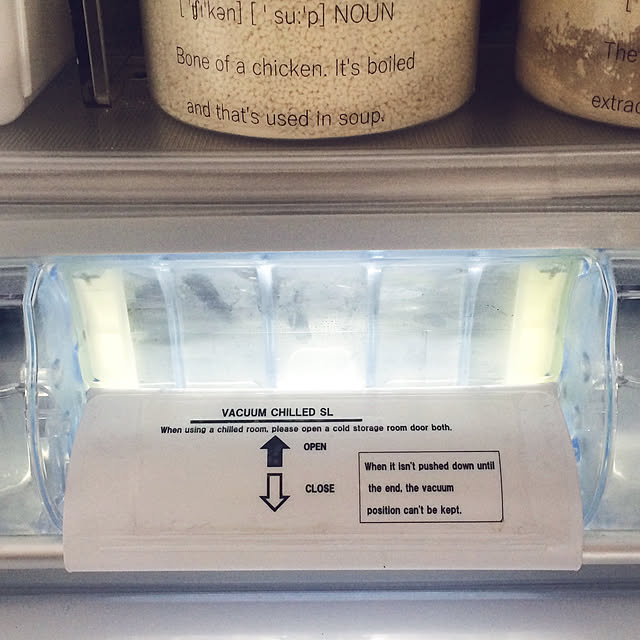 ['tʃɪkən] [ ' su:'p] NOUN
Bone of a chicken. It's boiled
and that's used in soup.
[
The
extrac
VACUUM CHILLED SL
When using a chilled room, please open a cold storage room door both.
OPEN
CLOSE
When it isn't pushed down until
the end, the vacuum
position can't be kept.